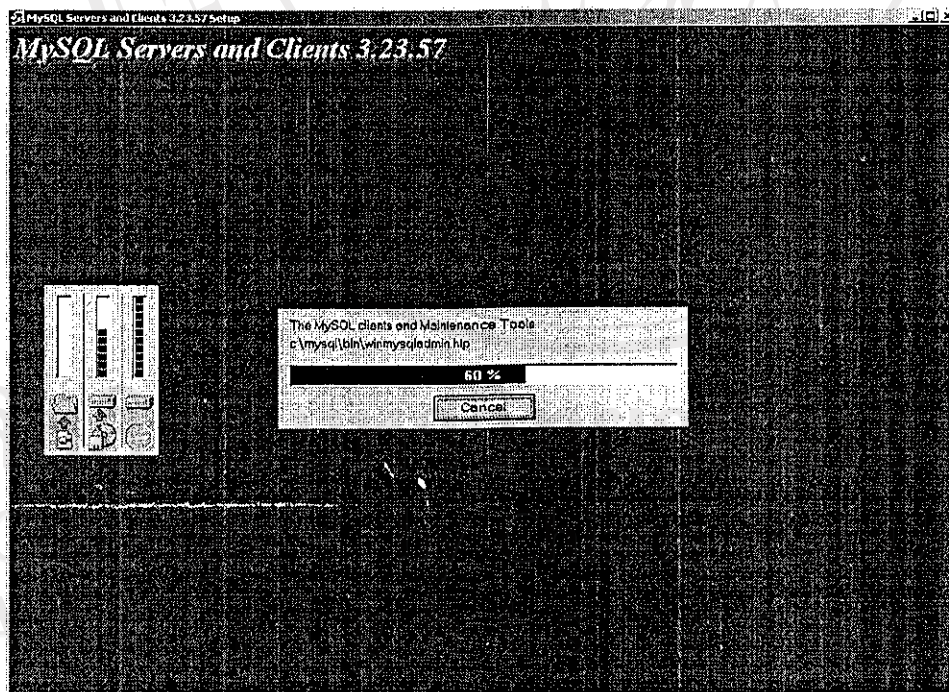 MySQL Servers and Clients 3.23.57 Setup
MySQL Servers and Clients 3.23.57
The MySQL clients and Maintenance Tools
c:\mysql\bin\winmysqladmin.hlp
60 %
Cancel